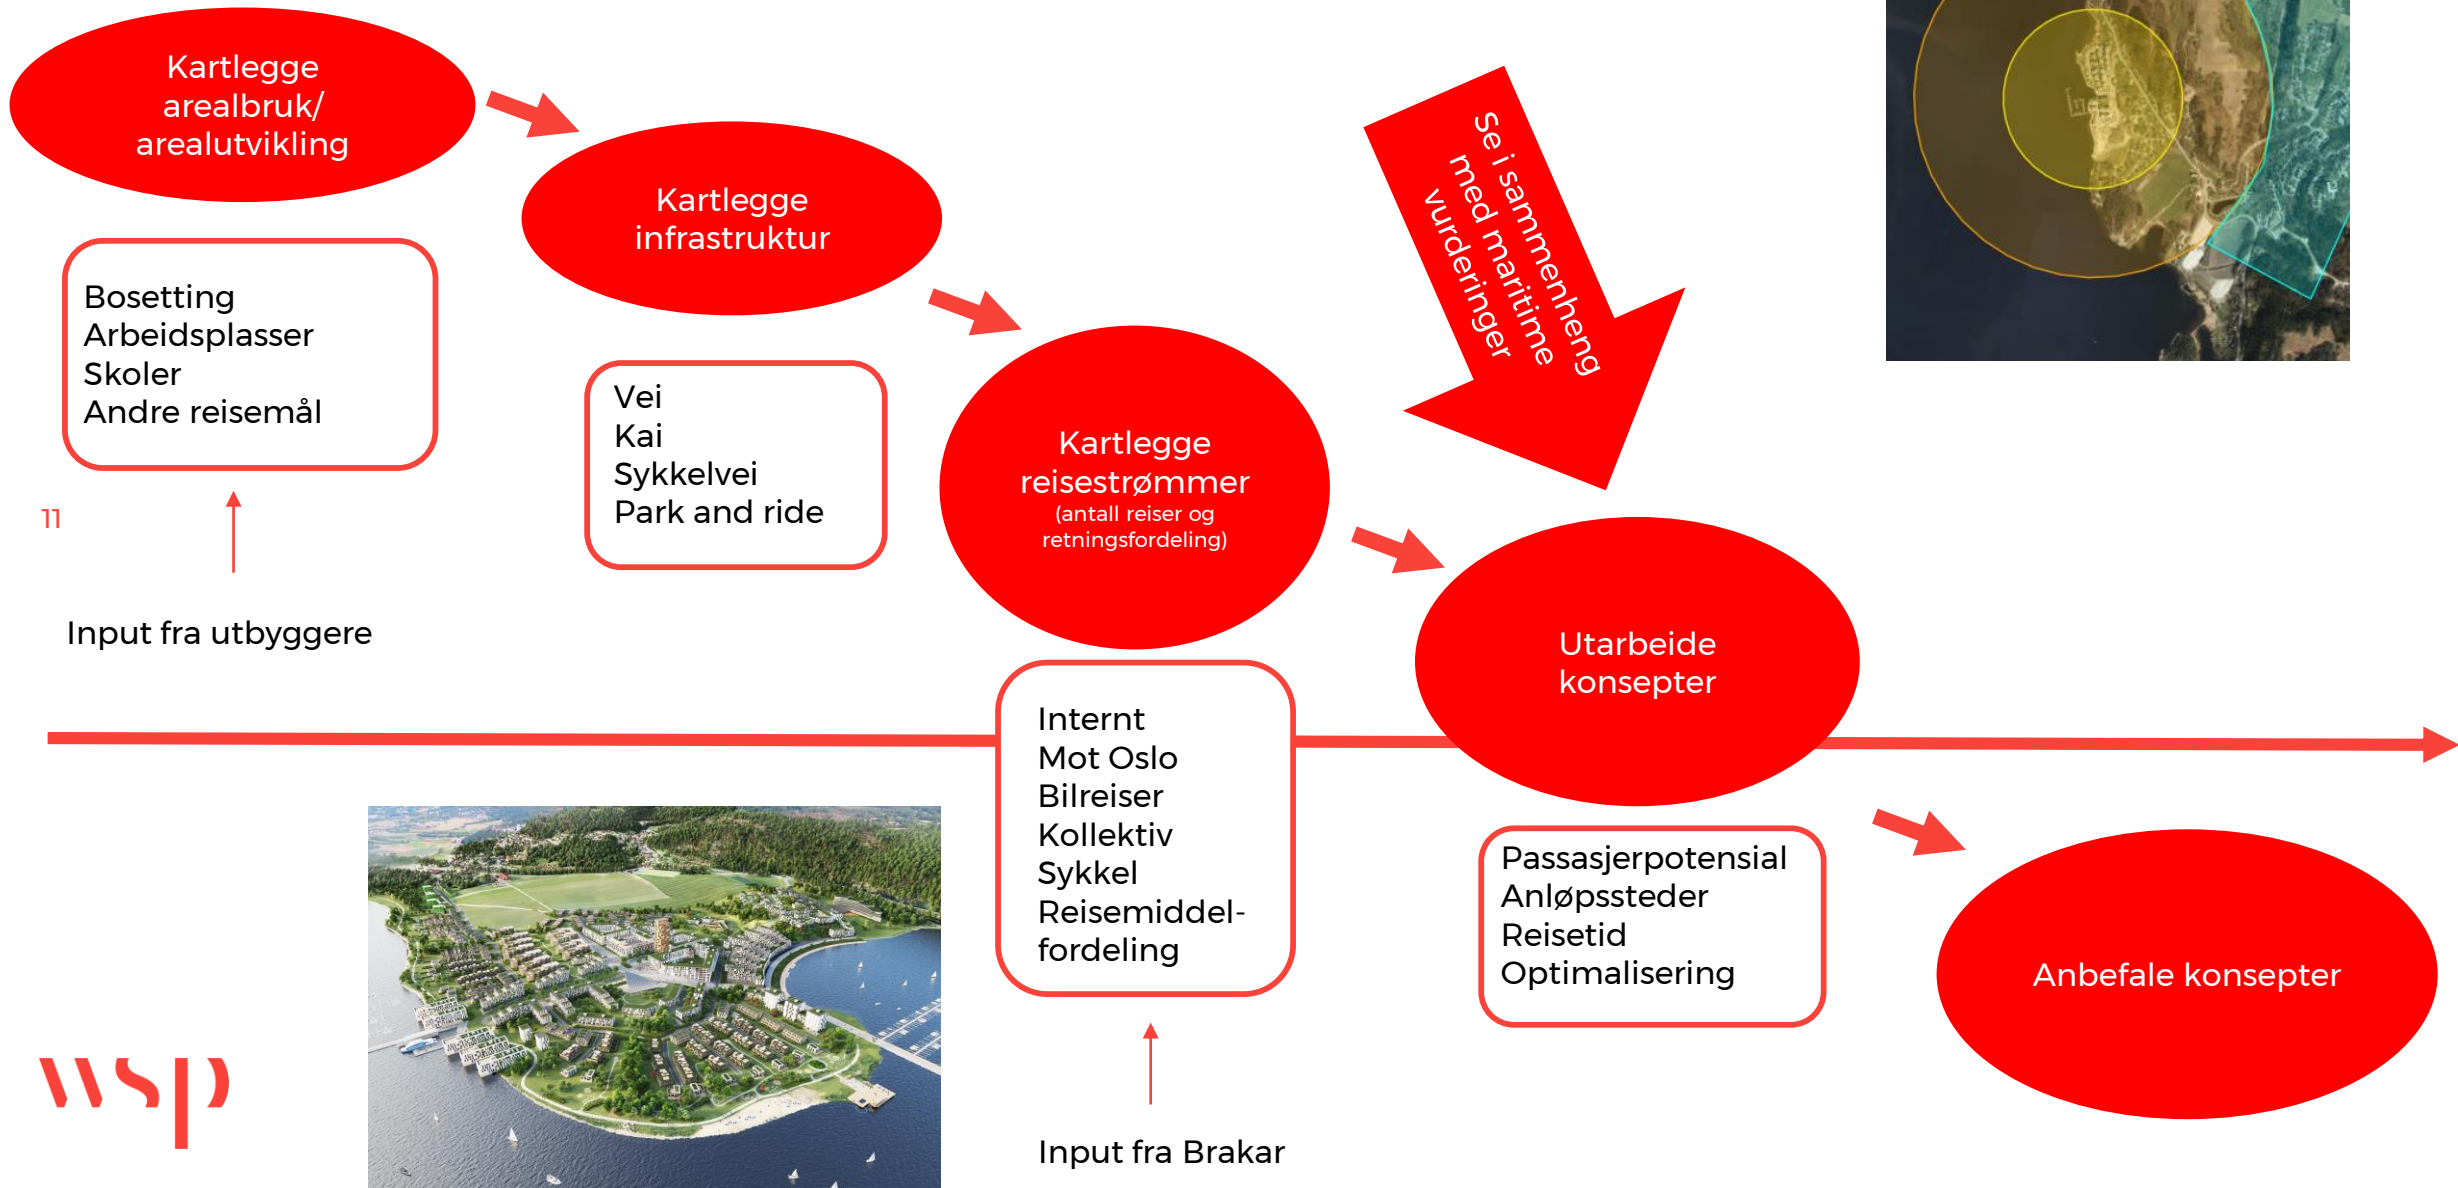 Kartlegge
arealbruk/
arealutvikling
Bosetting
Arbeidsplasser
Skoler
Andre reisemål
11
Input fra utbyggere
Kartlegge
infrastruktur
Vei
Kai
Sykkelvei
Park and ride
Kartlegge
reisestrømmer
(antall reiser og
retningsfordeling)
Internt
Mot Oslo
Bilreiser
Kollektiv
Sykkel
Reisemiddel-
fordeling
Input fra Brakar
Se i sammenheng
med maritime
vurderinger
Utarbeide
konsepter
Passasjerpotensial
Anløpssteder
Reisetid
Optimalisering
Anbefale konsepter
wsp